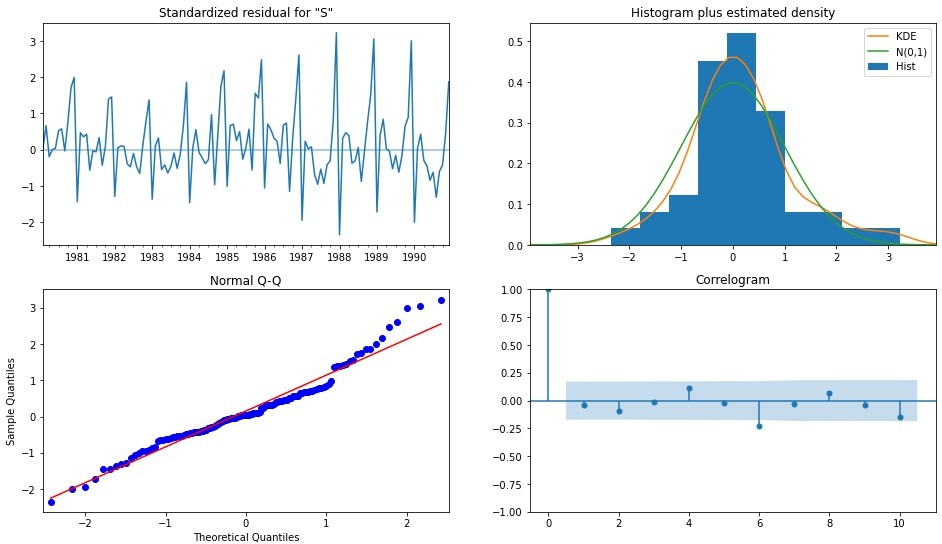 Standardized residual for "S"
3
2
1
0
−1
−2
1981 1982 1983 1984 1985 1986 1987 1988 1989 1990
Histogram plus estimated density
KDE
N(0,1)
Hist
0.5
0.4
0.3
0.2
0.1
0.0
−3 −2 −1 0 1 2 3
Normal Q-Q
Sample Quantiles
3
2
1
0
−1
−2
−2 −1 0 1 2
Theoretical Quantiles
Correlogram
1.00
0.75
0.50
0.25
0.00
−0.25
−0.50
−0.75
−1.00
0 2 4 6 8 10